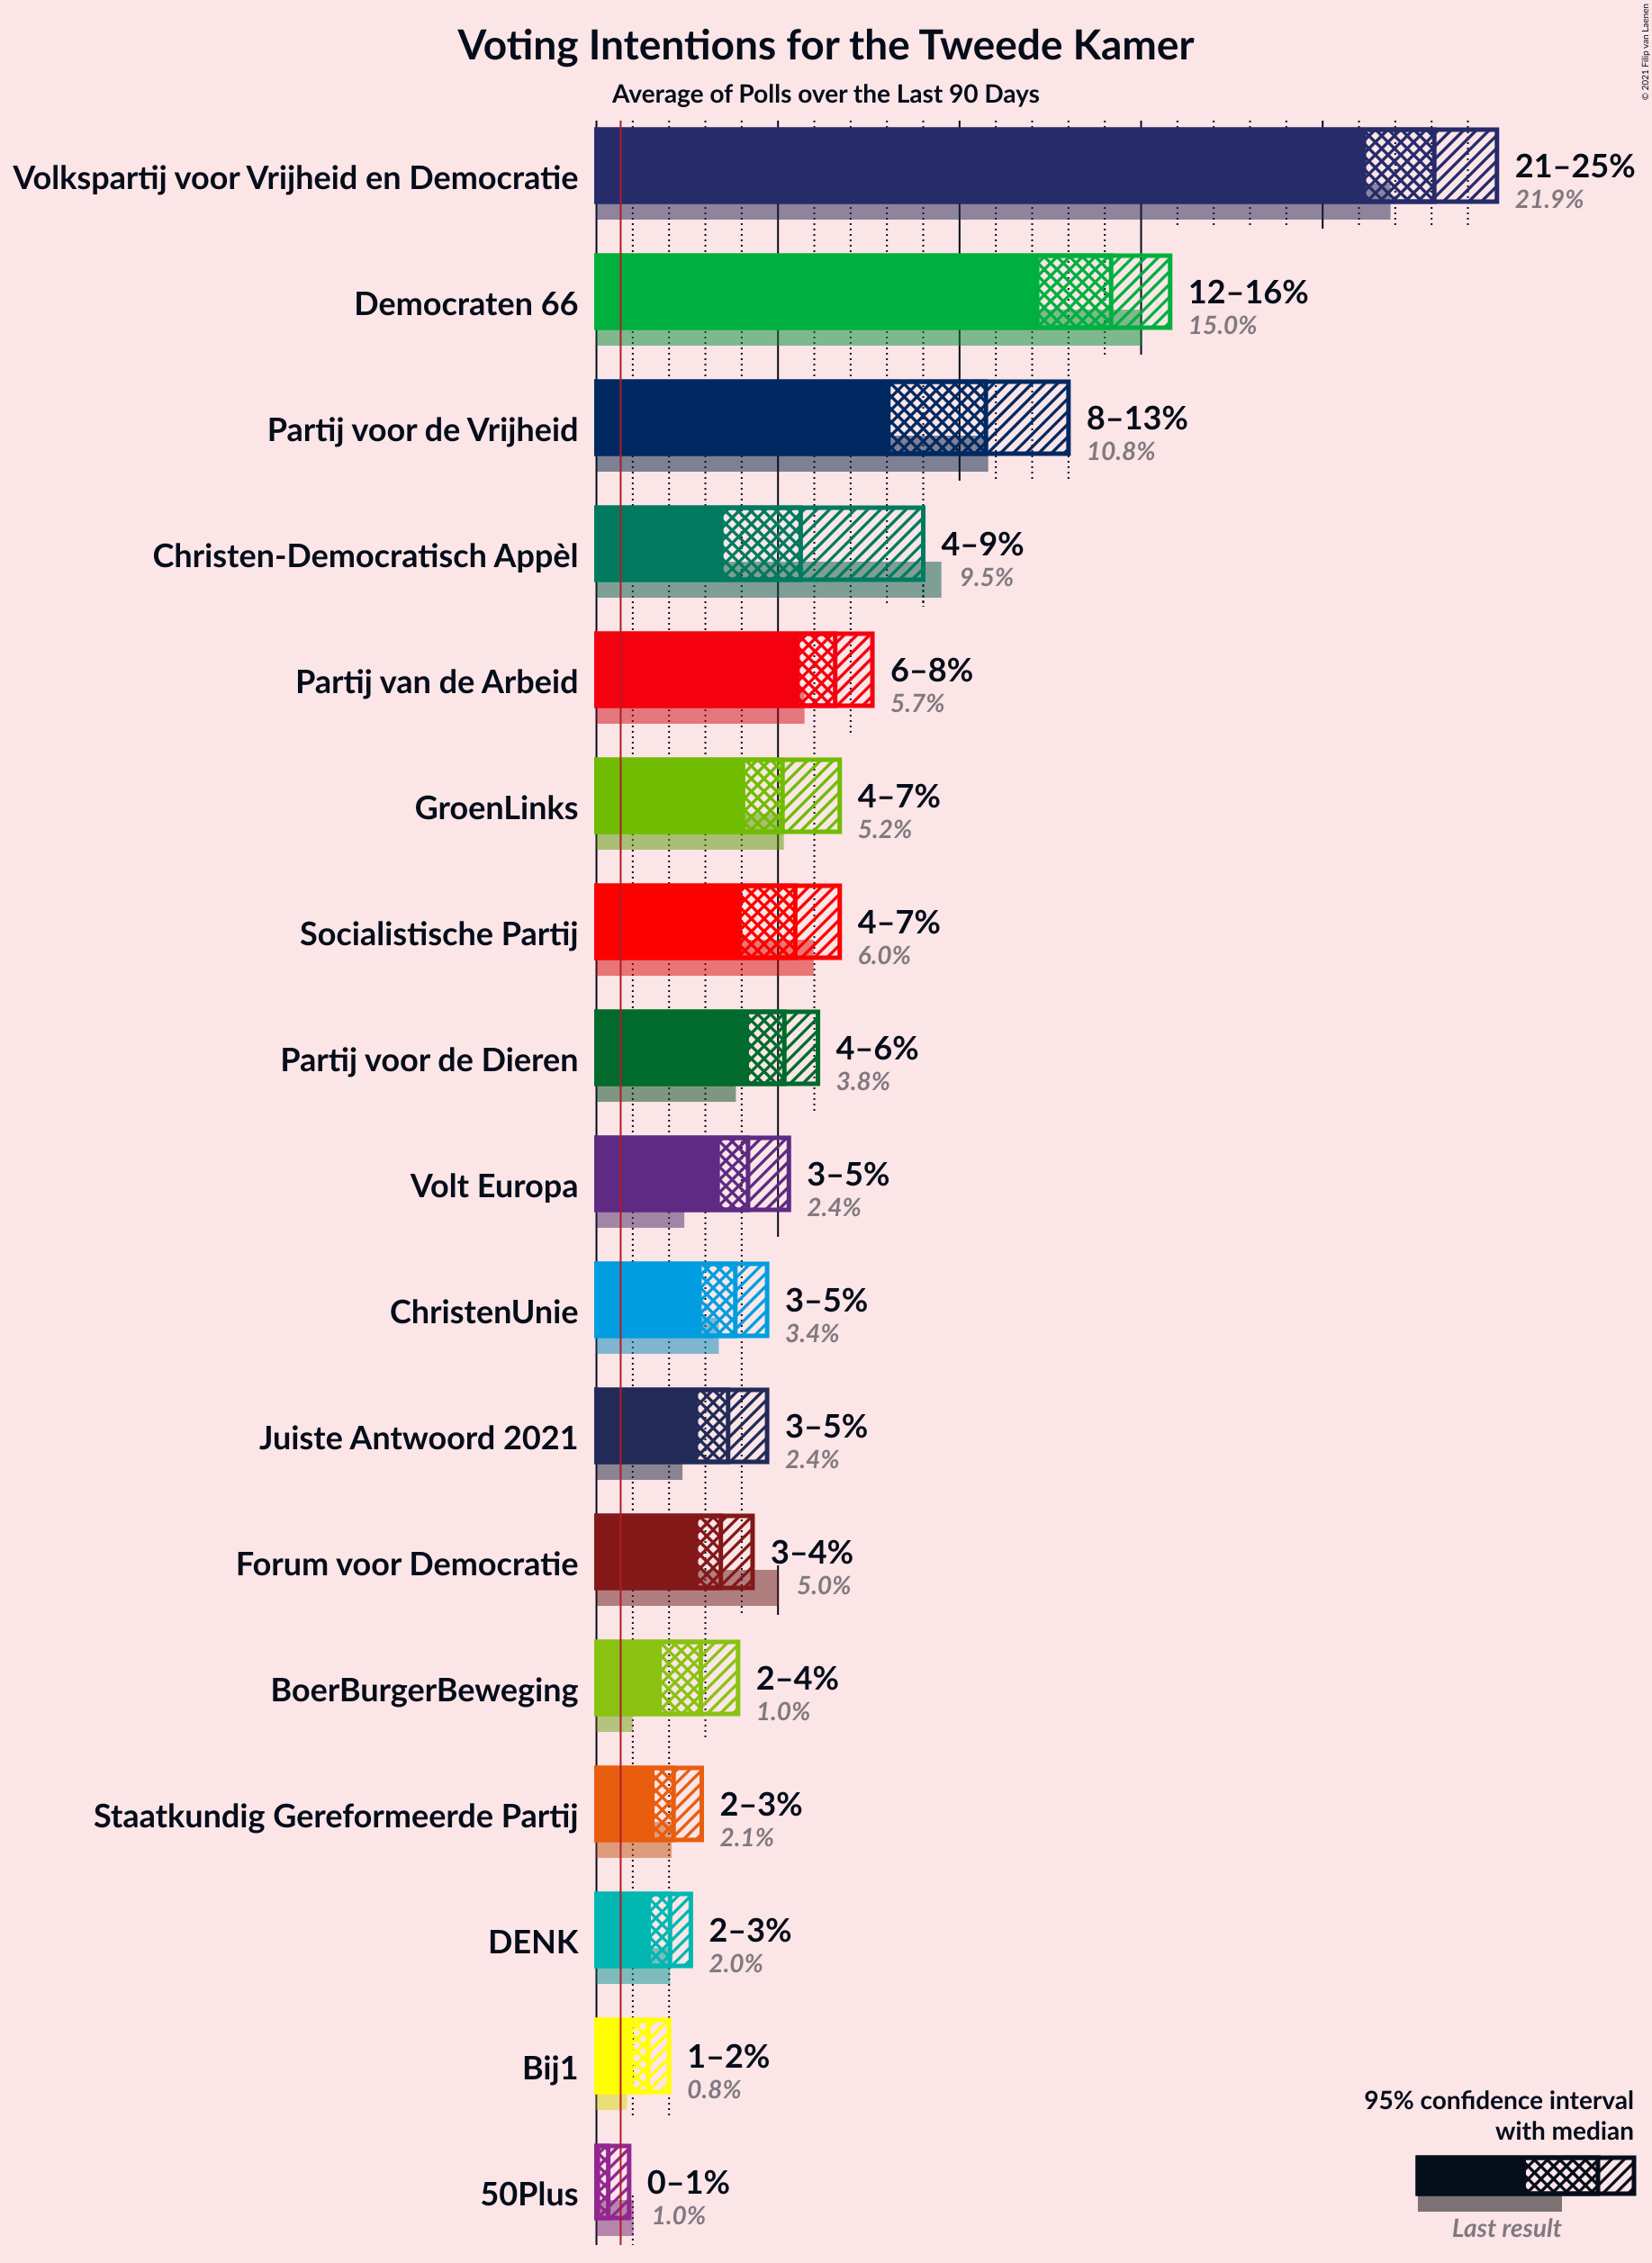 © 2021 Filip van Laenen
Voting Intentions for the Tweede Kamer
Average of Polls over the Last 90 Days
Volkspartij voor Vrijheid en Democratie
21–25%
21.9%
Democraten 66
12–16%
15.0%
Partij voor de Vrijheid
8–13%
10.8%
Christen-Democratisch Appèl
4–9%
9.5%
Partij van de Arbeid
6–8%
5.7%
GroenLinks
4–7%
5.2%
Socialistische Partij
4–7%
6.0%
Partij voor de Dieren
4–6%
3.8%
Volt Europa
3–5%
2.4%
ChristenUnie
3–5%
3.4%
Juiste Antwoord 2021
3–5%
2.4%
Forum voor Democratie
3–4%
5.0%
BoerBurgerBeweging
2–4%
1.0%
Staatkundig Gereformeerde Partij
2–3%
2.1%
DENK
2–3%
2.0%
Bij1
1–2%
0.8%
50Plus
0–1%
1.0%
95% confidence interval
with median
Last result